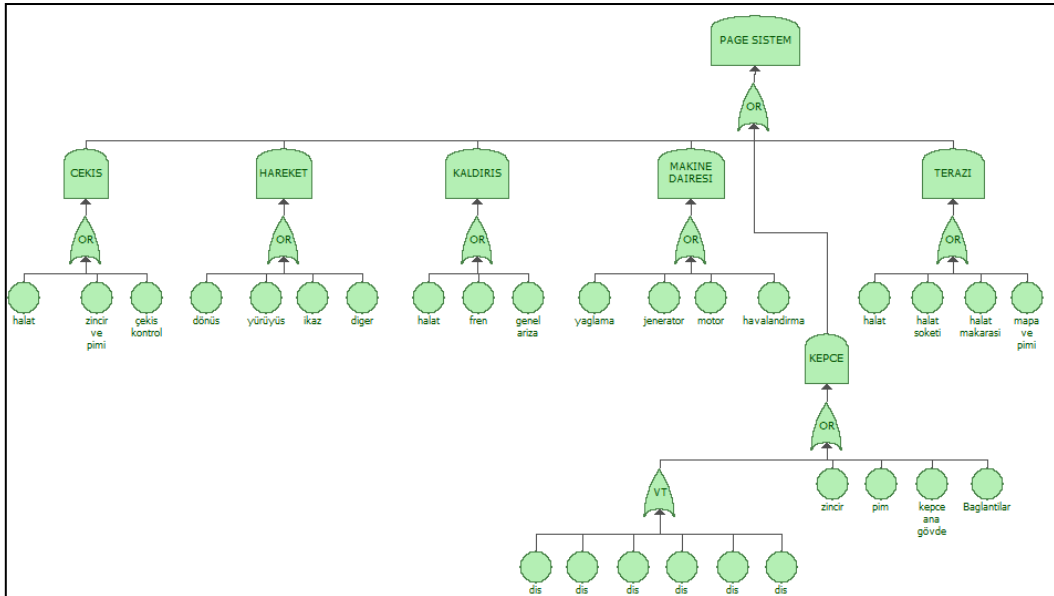 PAGE SISTEM
OR
CEKIS
HAREKET
KALDIRIS
MAKINE
DAIRESI
TERAZI
OR
OR
OR
OR
OR
halat
zincir
ve
pimi
çekis
kontrol
dönüs
yürüyüs
ikaz
diger
halat
fren
genel
ariza
yaglama
jenerator
motor
havalandirma
halat
halat
soketi
halat
makarasi
mapa
ve
pimi
KEPCE
OR
VT
zincir
pim
kepce
ana
gövde
Baglantilar
dis
dis
dis
dis
dis
dis